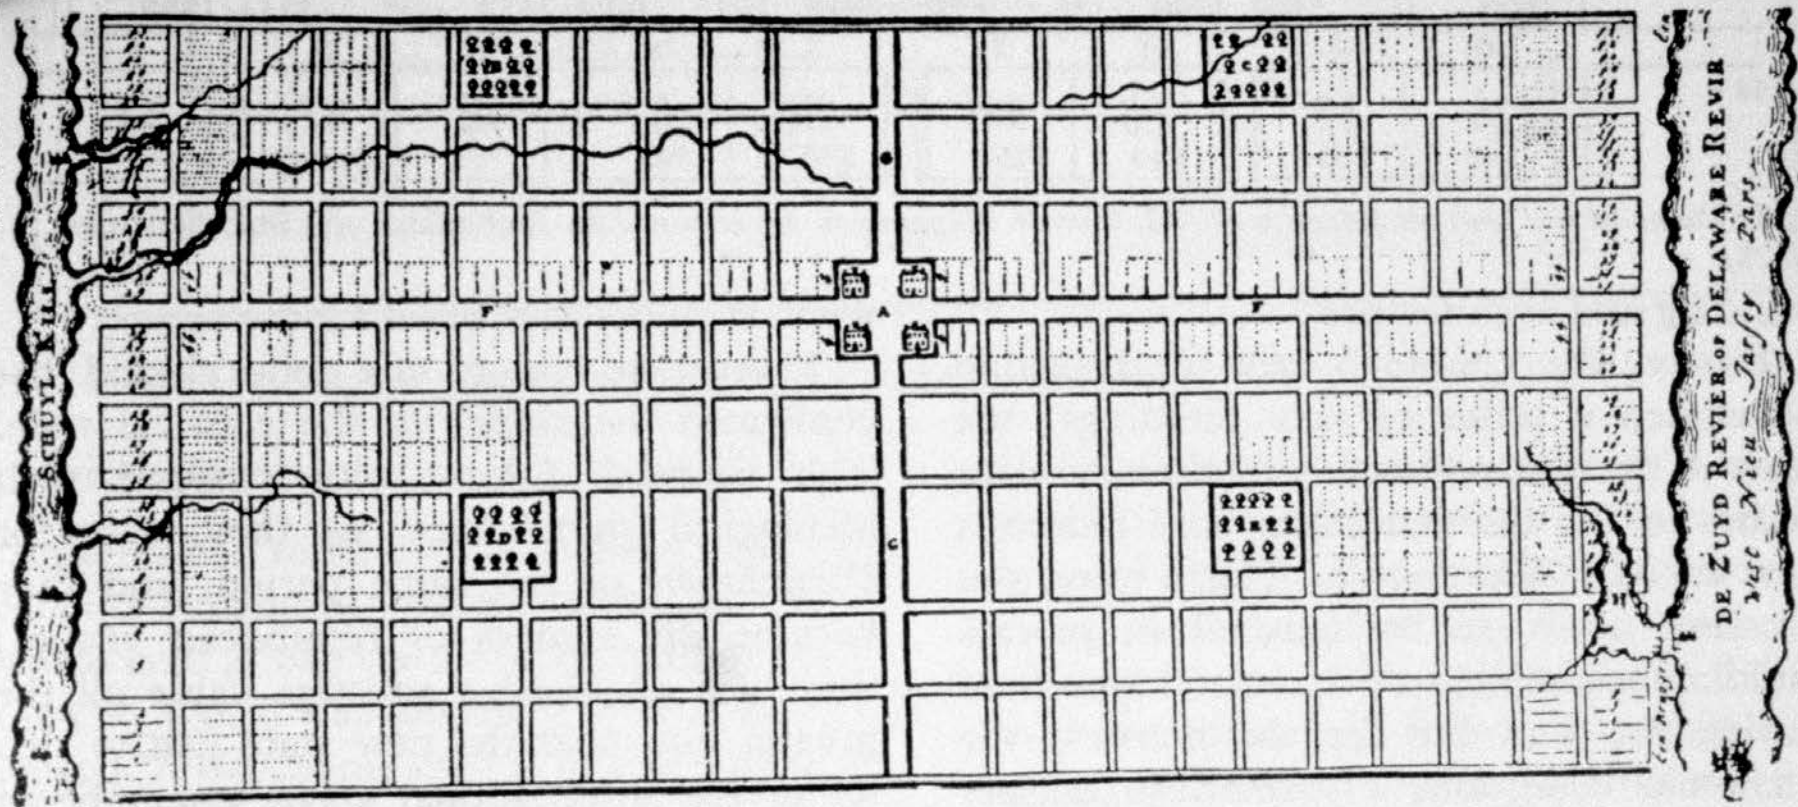 SCHUYL KILL
B
C
G
F
A
F
D
E
G
H
DE ZUYD REVIER, OF DELAWARE REVIR
West Nieu Jarsey Pars